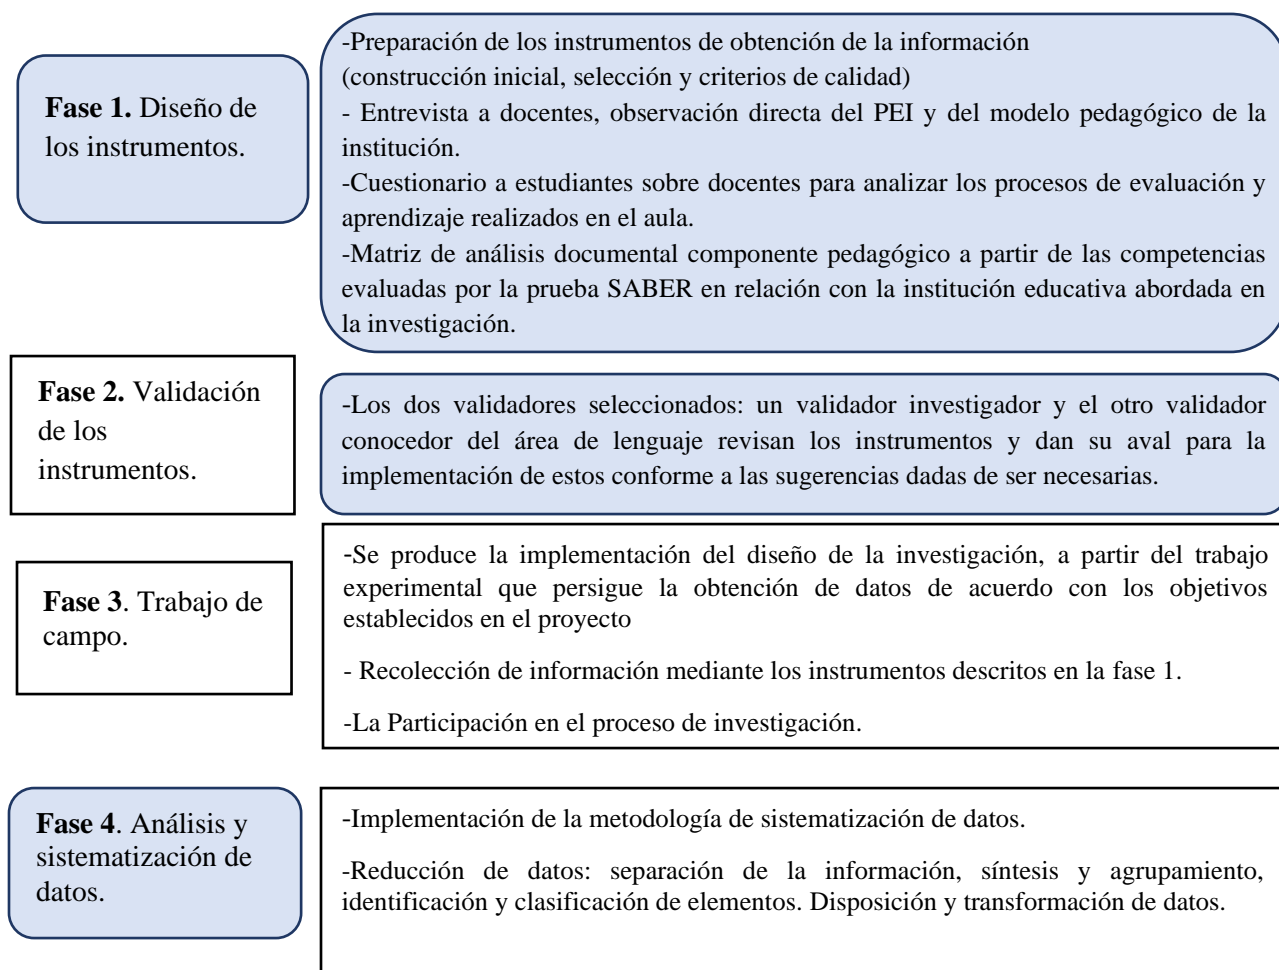 Fase 1. Diseño de
los instrumentos.
-Preparación de los instrumentos de obtención de la información
(construcción inicial, selección y criterios de calidad)
- Entrevista a docentes, observación directa del PEI y del modelo pedagógico de la
institución.
-Cuestionario a estudiantes sobre docentes para analizar los procesos de evaluación y
aprendizaje realizados en el aula.
-Matriz de análisis documental componente pedagógico a partir de las competencias
evaluadas por la prueba SABER en relación con la institución educativa abordada en
la investigación.
Fase 2. Validación
de los
instrumentos.
-Los dos validadores seleccionados: un validador investigador y el otro validador
conocedor del área de lenguaje revisan los instrumentos y dan su aval para la
implementación de estos conforme a las sugerencias dadas de ser necesarias.
Fase 3. Trabajo de
campo.
-Se produce la implementación del diseño de la investigación, a partir del trabajo
experimental que persigue la obtención de datos de acuerdo con los objetivos
establecidos en el proyecto
- Recolección de información mediante los instrumentos descritos en la fase 1.
-La Participación en el proceso de investigación.
Fase 4. Análisis y
sistematización de
datos.
-Implementación de la metodología de sistematización de datos.
-Reducción de datos: separación de la información, síntesis y agrupamiento,
identificación y clasificación de elementos. Disposición y transformación de datos.